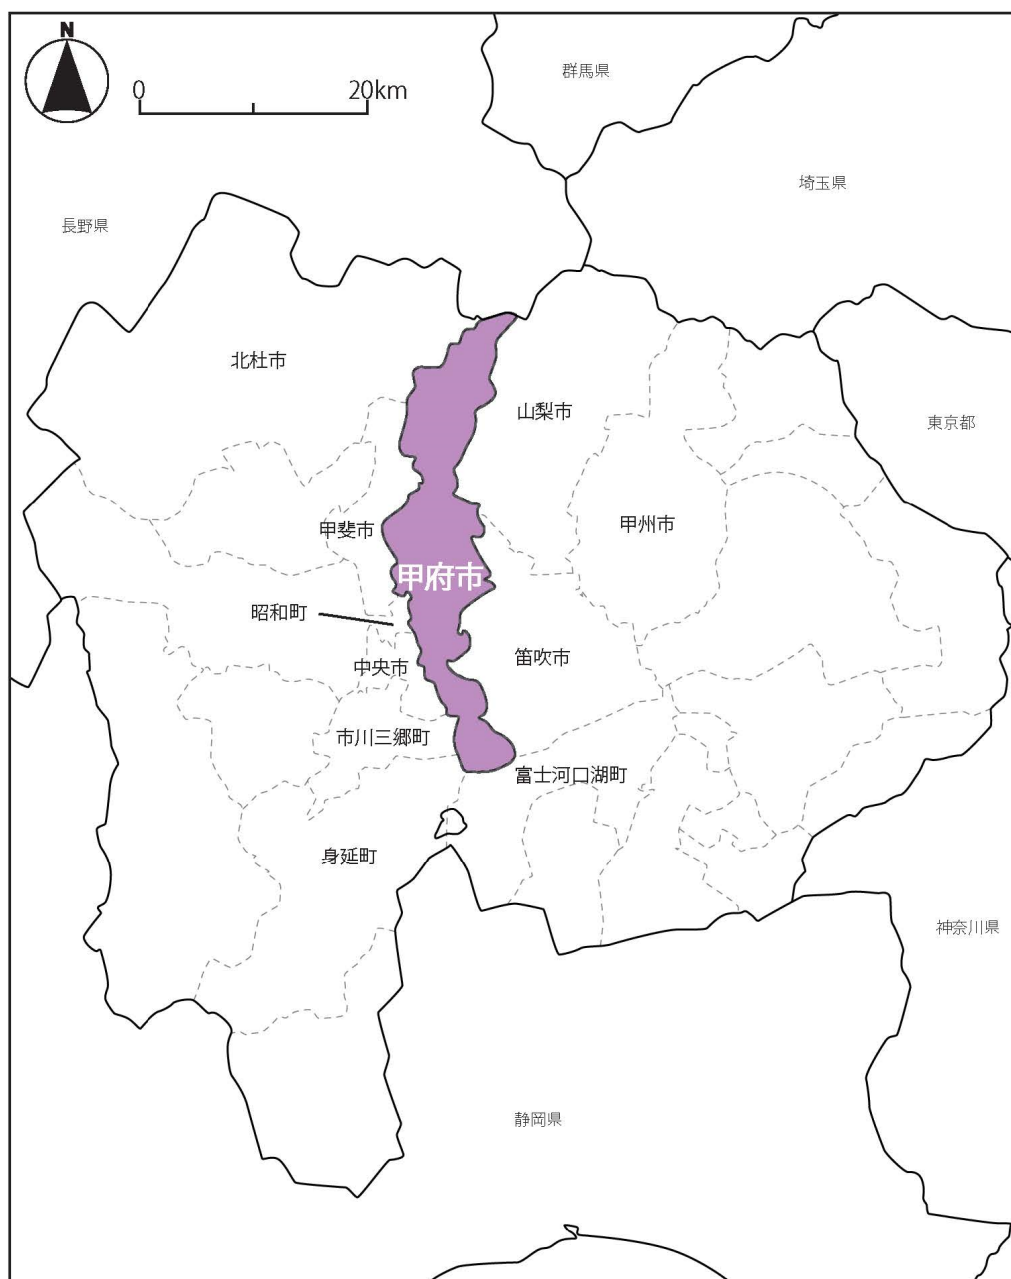 N
0 20km
群馬県
埼玉県
長野県
北杜市
山梨市
東京都
甲斐市
甲州市
甲府市
昭和町
中央市
笛吹市
市川三郷町
富士河口湖町
身延町
神奈川県
静岡県